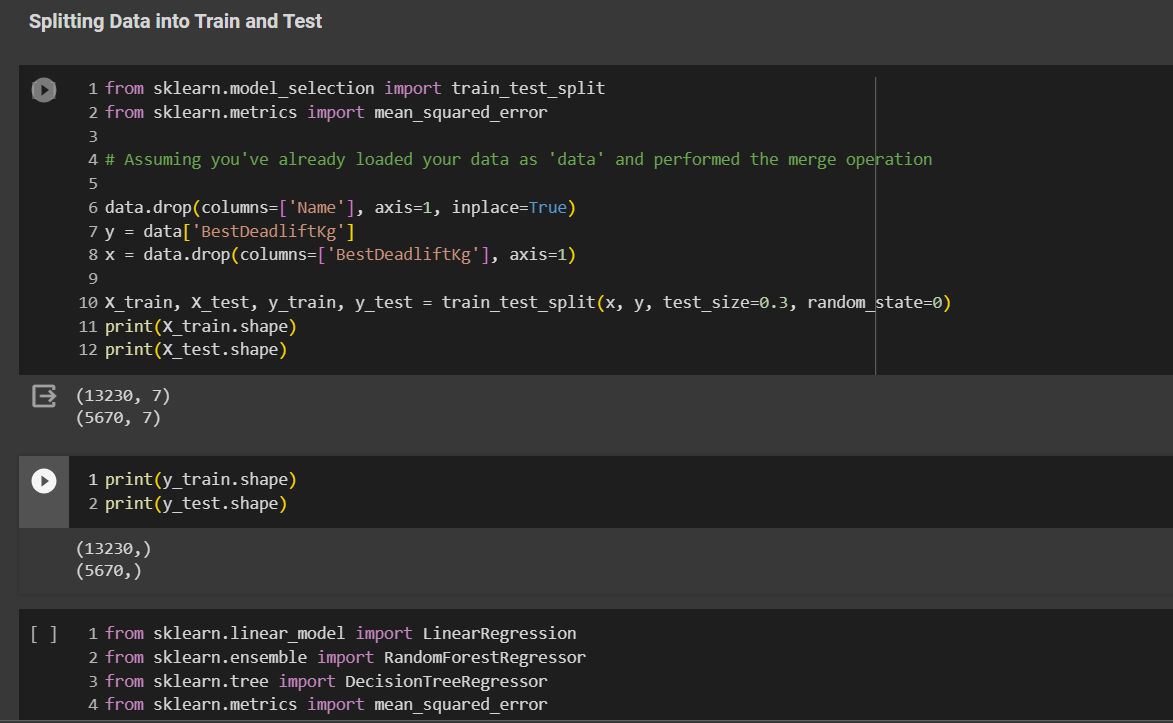 Splitting Data into Train and Test
1 from sklearn.model_selection import train_test_split
2 from sklearn.metrics import mean_squared_error
3
4 # Assuming you've already loaded your data as 'data' and performed the merge operation
5
6 data.drop(columns=['Name'], axis=1, inplace=True)
7 y = data['BestDeadliftKg']
8 x = data.drop(columns=['BestDeadliftKg'], axis=1)
9
10 X_train, X_test, y_train, y_test = train_test_split(x, y, test_size=0.3, random_state=0)
11 print(X_train.shape)
12 print(X_test.shape)
(13230, 7)
(5670, 7)
1 print(y_train.shape)
2 print(y_test.shape)
(13230,)
(5670,)
[ ] 1 from sklearn.linear_model import LinearRegression
2 from sklearn.ensemble import RandomForestRegressor
3 from sklearn.tree import DecisionTreeRegressor
4 from sklearn.metrics import mean_squared_error